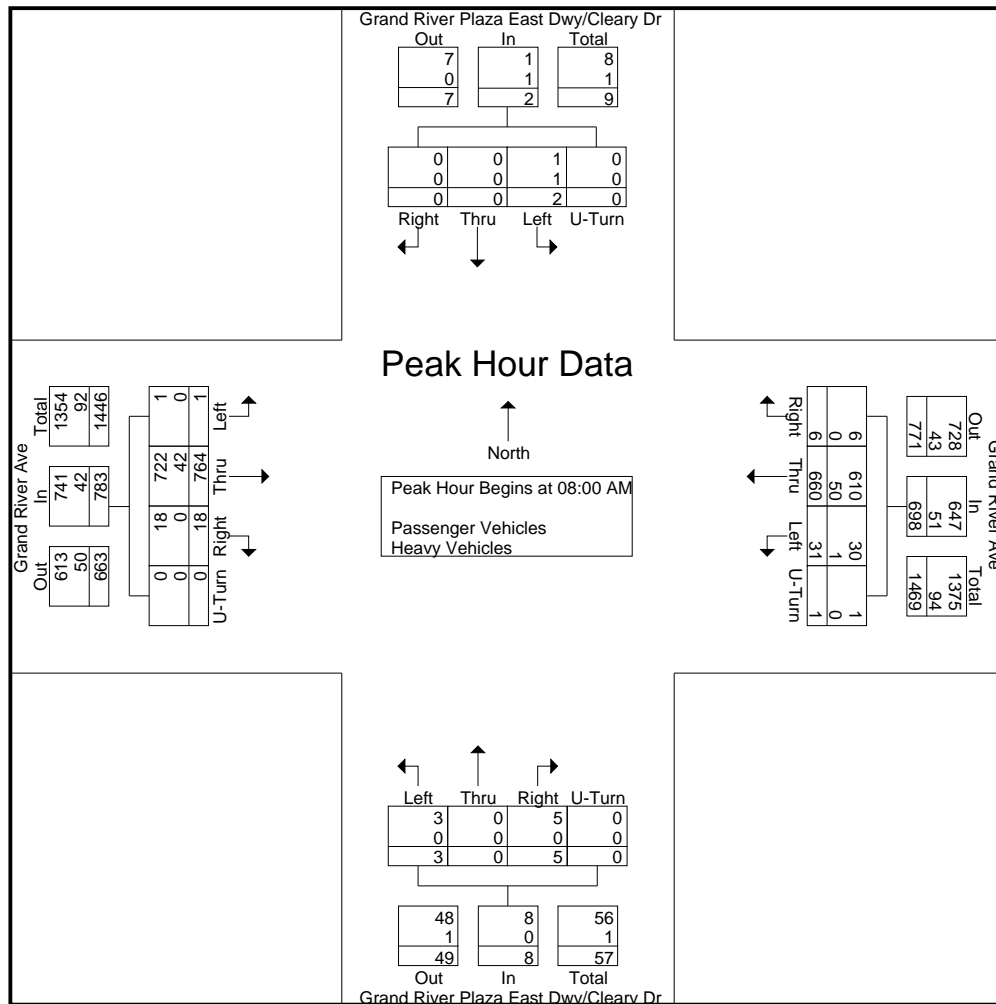 Grand River Plaza East Dwy/Cleary Dr
Out In Total
7 1 8
0 1 1
7 2 9
0 0 1 0
0 0 1 0
0 0 2 0
Right Thru Left U-Turn
Peak Hour Data
North
Peak Hour Begins at 08:00 AM
Passenger Vehicles
Heavy Vehicles
Grand River Ave
Total In Out
1354 741 613
92 42 50
1446 783 663
1 722 18 0
0 42 0 0
1 764 18 0
Left Thru Right U-Turn
Grand River Ave
Out In Total
728 647 1375
43 51 94
771 698 1469
6 610 30 1
0 50 1 0
6 660 31 1
Right Thru Left U-Turn
Left Thru Right U-Turn
3 0 5 0
0 0 0 0
3 0 5 0
48 8 56
1 0 1
49 8 57
Out In Total
Grand River Plaza East Dwy/Cleary Dr